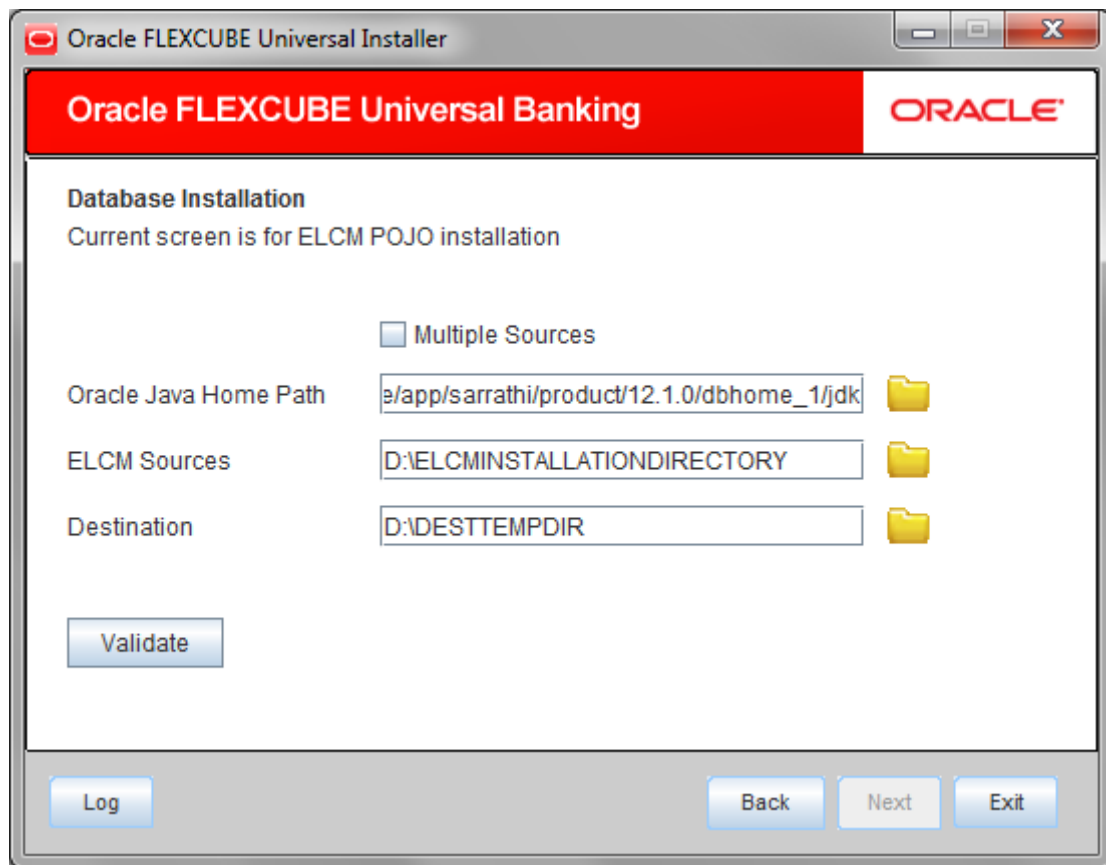 Oracle FLEXCUBE Universal Installer
Oracle FLEXCUBE Universal Banking
ORACLE
Database Installation
Current screen is for ELCM POJO installation
Multiple Sources
Oracle Java Home Path e/app/sarrathi/product/12.1.0/dbhome_1/jdk
ELCM Sources D:\ELCMINSTALLATIONDIRECTORY
Destination D:\DESTTEMPDIR
Validate
Log Back Next Exit